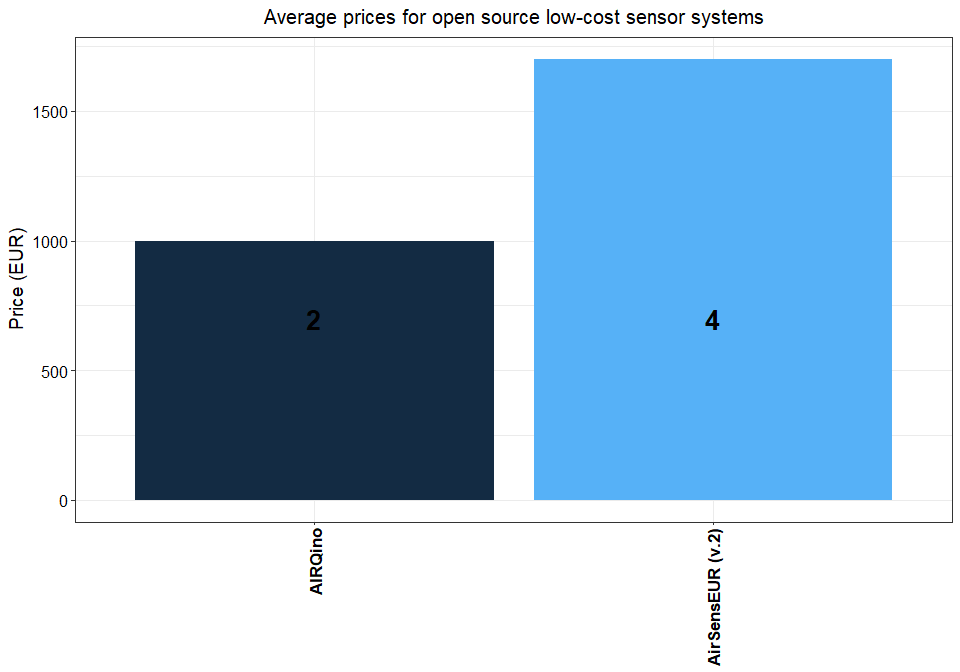 Average prices for open source low-cost sensor systems
Price (EUR)
1500
1000
500
0
2
4
AIRQino
AirSensEUR (v.2)